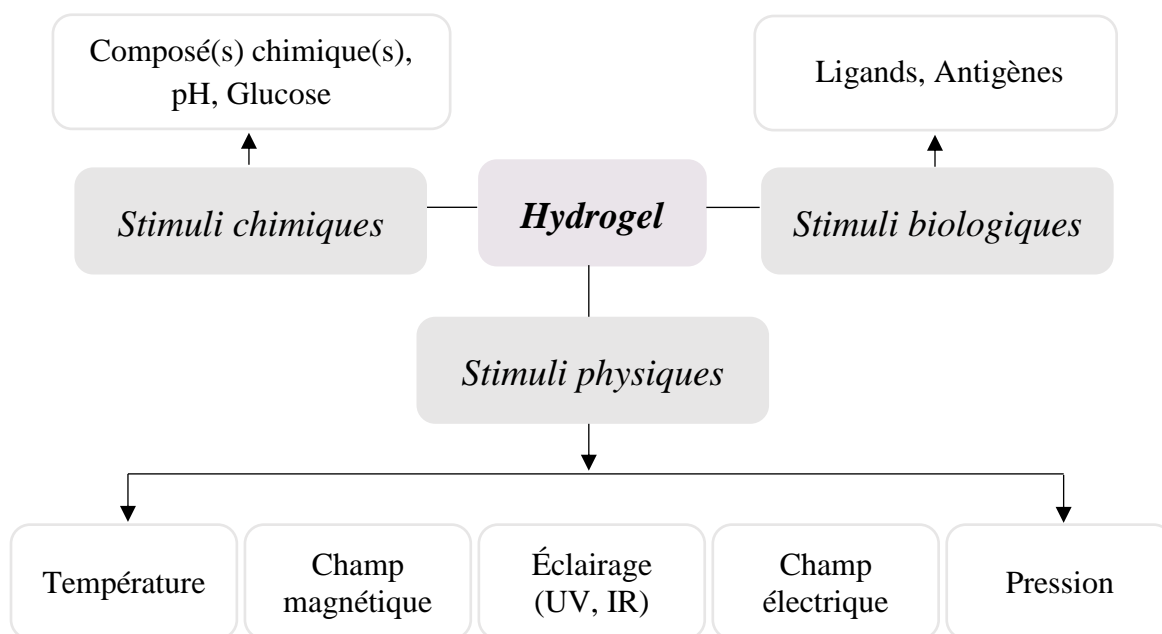 Composé(s) chimique(s),
pH, Glucose
Ligands, Antigènes
Stimuli chimiques
Hydrogel
Stimuli biologiques
Stimuli physiques
Température
Champ
magnétique
Éclairage
(UV, IR)
Champ
électrique
Pression